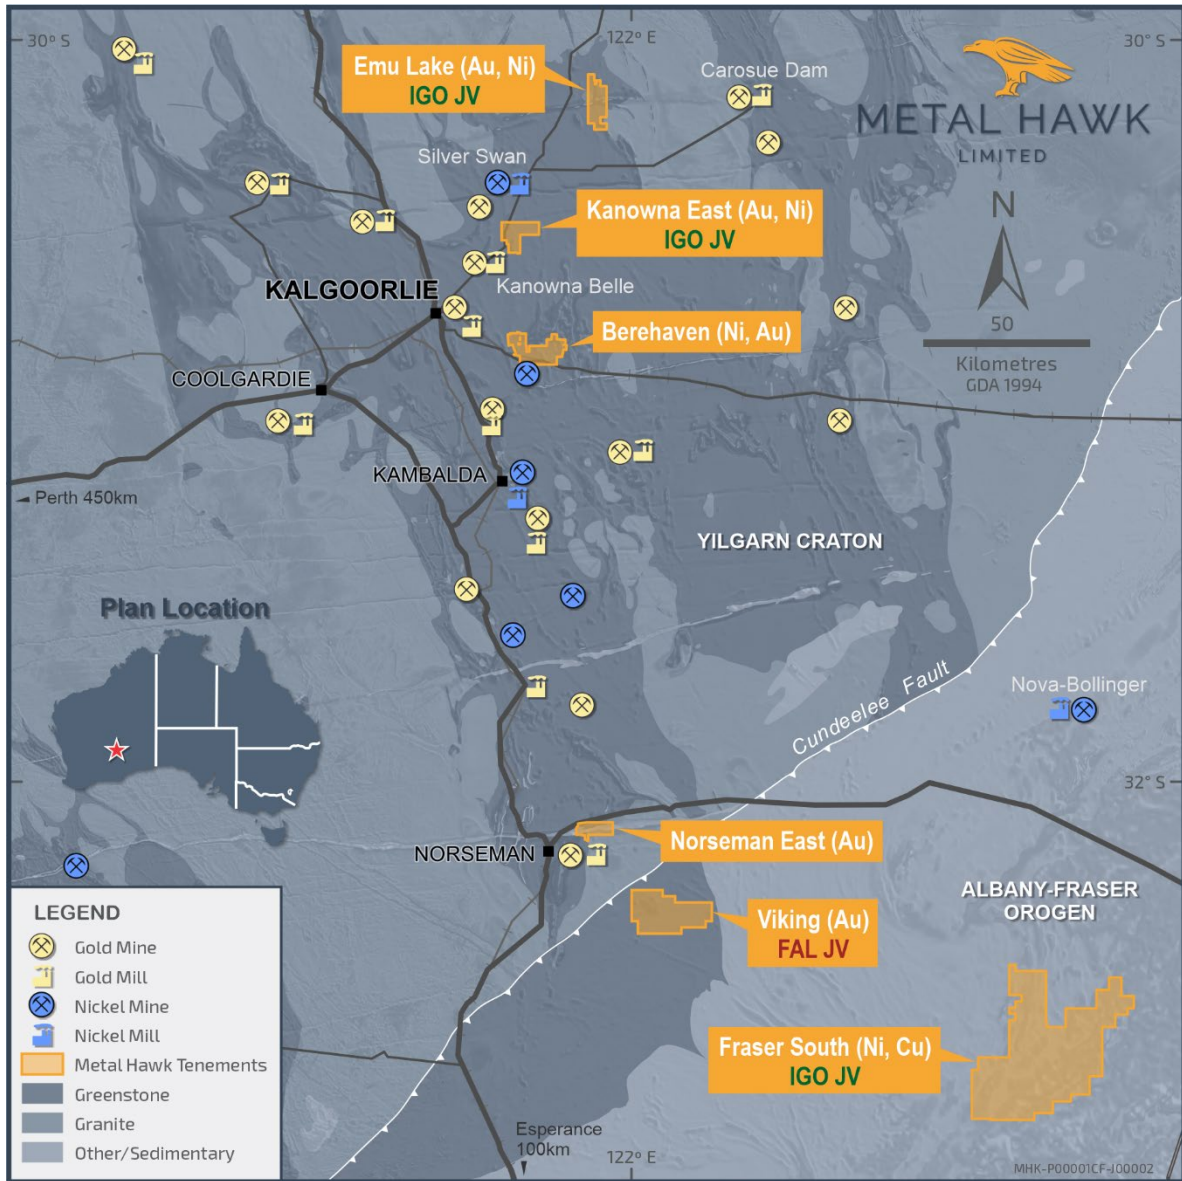 30° S
122° E
30° S
Emu Lake (Au, Ni)
IGO JV
Carosue Dam
METAL HAWK
LIMITED
Silver Swan
N
Kanowna East (Au, Ni)
IGO JV
Kanowna Belle
KALGOORLIE
50
Kilometres
GDA 1994
Berehaven (Ni, Au)
COOLGARDIE
KAMBALDA
Perth 450km
YILGARN CRATON
Plan Location
Cundeelee Fault
Nova-Bollinger
32° S
Norseman East (Au)
NORSEMAN
ALBANY-FRASER
OROGEN
Viking (Au)
FAL JV
LEGEND
Gold Mine
Gold Mill
Nickel Mine
Nickel Mill
Metal Hawk Tenements
Greenstone
Granite
Other/Sedimentary
Fraser South (Ni, Cu)
IGO JV
Esperance
100km
122° E
MHK-P00001CF-J00002